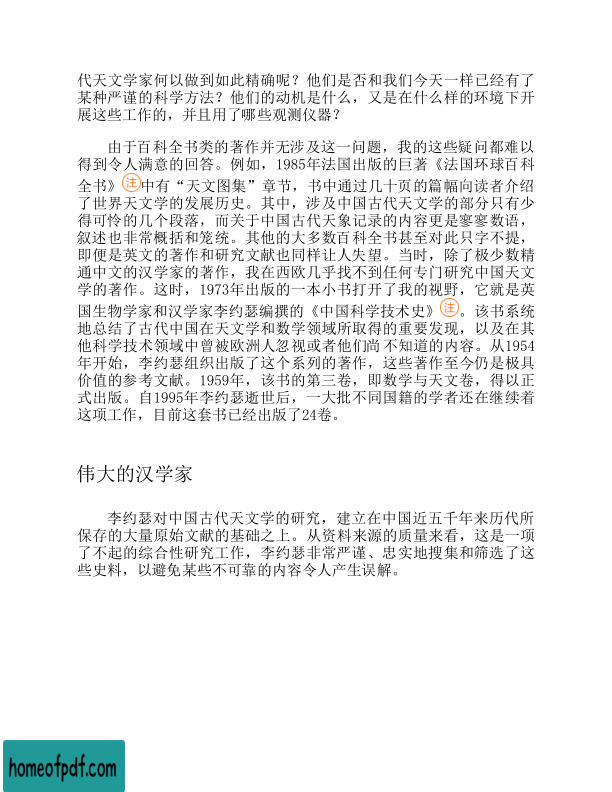 代天文学家何以做到如此精确呢？他们是否和我们今天一样已经有了
某种严谨的科学方法？他们的动机是什么，又是在什么样的环境下开
展这些工作的，并且用了哪些观测仪器？
由于百科全书类的著作并无涉及这一问题，我的这些疑问都难以
得到令人满意的回答。例如，1985年法国出版的巨著《法国环球百科
全书》注中有“天文图集”章节，书中通过几十页的篇幅向读者介绍
了世界天文学的发展历史。其中，涉及中国古代天文学的部分只有少
得可怜的几个段落，而关于中国古代天象记录的内容更是寥寥数语，
叙述也非常概括和笼统。其他的大多数百科全书甚至对此只字不提，
即便是英文的著作和研究文献也同样让人失望。当时，除了极少数精
通中文的汉学家的著作，我在西欧几乎找不到任何专门研究中国天文
学的著作。这时，1973年出版的一本小书打开了我的视野，它就是英
国生物学家和汉学家李约瑟编撰的《中国科学技术史》注。该书系统
地总结了古代中国在天文学和数学领域所取得的重要发现，以及在其
他科学技术领域中曾被欧洲人忽视或者他们尚不知道的内容。从1954
年开始，李约瑟组织出版了这个系列的著作，这些著作至今仍是极具
价值的参考文献。1959年，该书的第三卷，即数学与天文卷，得以正
式出版。自1995年李约瑟逝世后，一大批不同国籍的学者还在继续着
这项工作，目前这套书已经出版了24卷。
伟大的汉学家
李约瑟对中国古代天文学的研究，建立在中国近五千年来历代所
保存的大量原始文献的基础之上。从资料来源的质量来看，这是一项
了不起的综合性研究工作，李约瑟非常严谨、忠实地搜集和筛选了这
些史料，以避免某些不可靠的内容令人产生误解。
homeofpdf.com